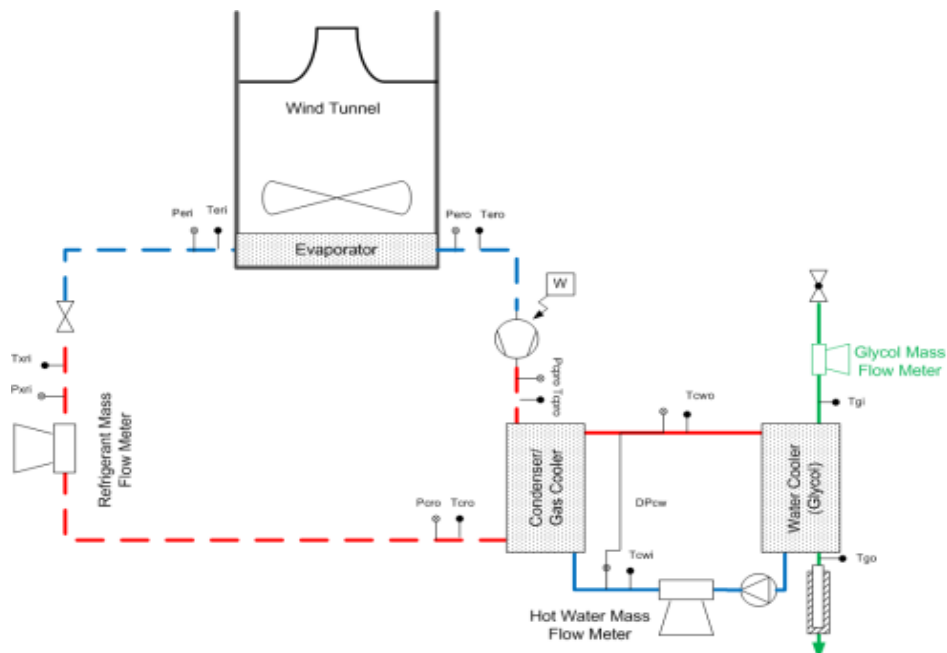 Wind Tunnel
Peri
Teri
Pero
Tero
Evaporator
W
Txri
Pxri
Refrigerant Mass
Flow Meter
Pcpro
Tcpro
Glycol Mass
Flow Meter
Tcwo
Tgi
Condenser/
Gas Cooler
Water Cooler
(Glycol)
DPcw
Pcro
Tcro
Tcwi
Tgo
Hot Water Mass
Flow Meter